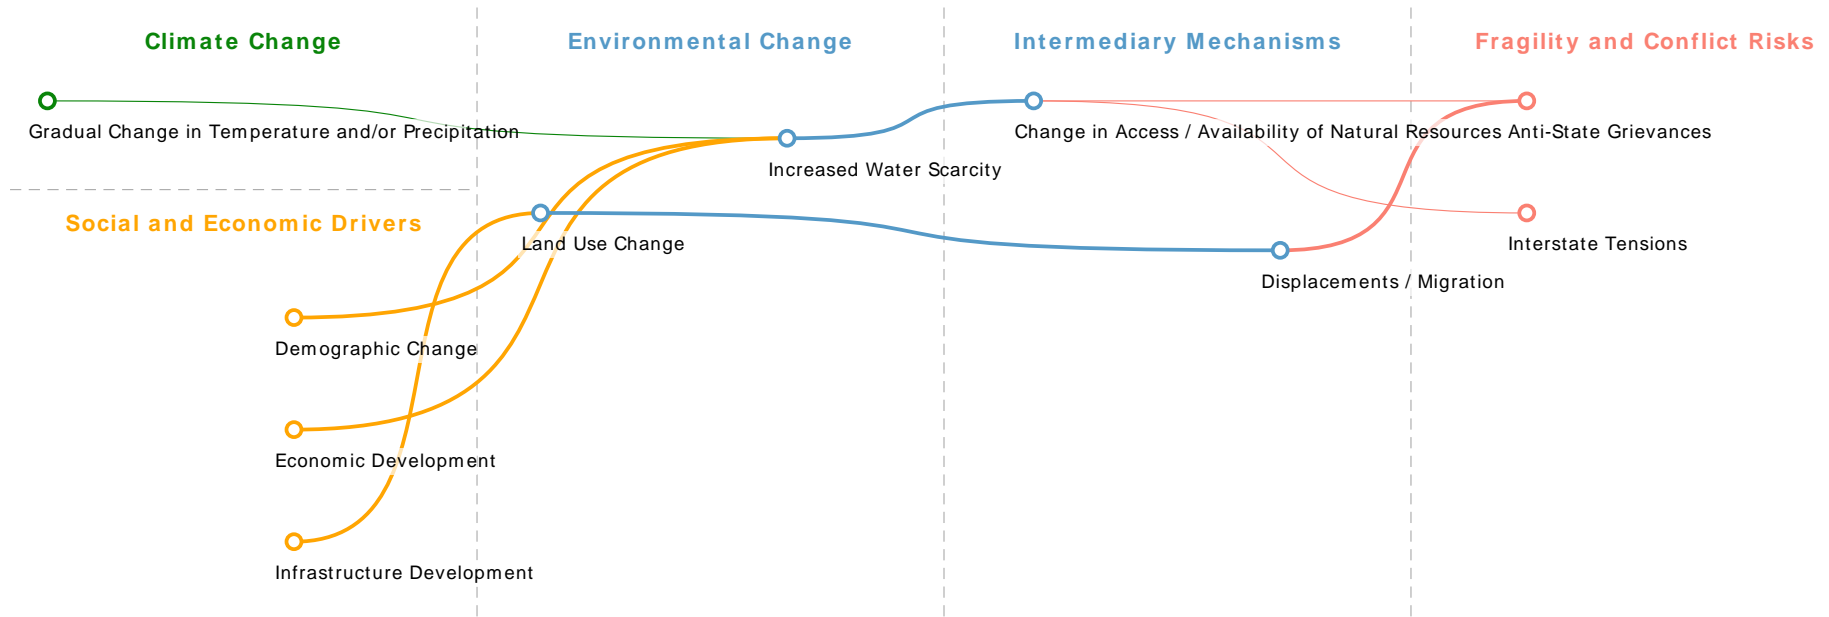 Climate Change
Environmental Change
Intermediary Mechanisms
Fragility and Conflict Risks
Gradual Change in Temperature and/or Precipitation
Change in Access / Availability of Natural Resources
Anti-State Grievances
Increased Water Scarcity
Social and Economic Drivers
Land Use Change
Interstate Tensions
Displacements / Migration
Demographic Change
Economic Development
Infrastructure Development